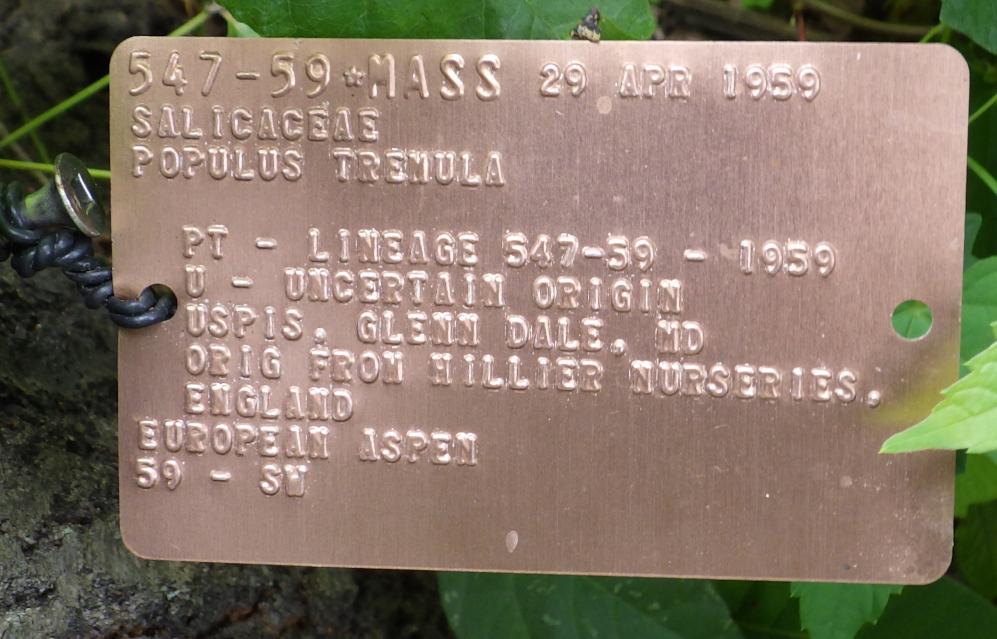 547-59*MASS 29 APR 1959
SALICACEAE
POPULUS TREMULA
PT - LINEAGE 547-59 - 1959
U - UNCERTAIN ORIGIN
USPIS, GLENN DALE, MD
ORIG FROM HILLIER NURSERIES,
ENGLAND
EUROPEAN ASPEN
59 - SW